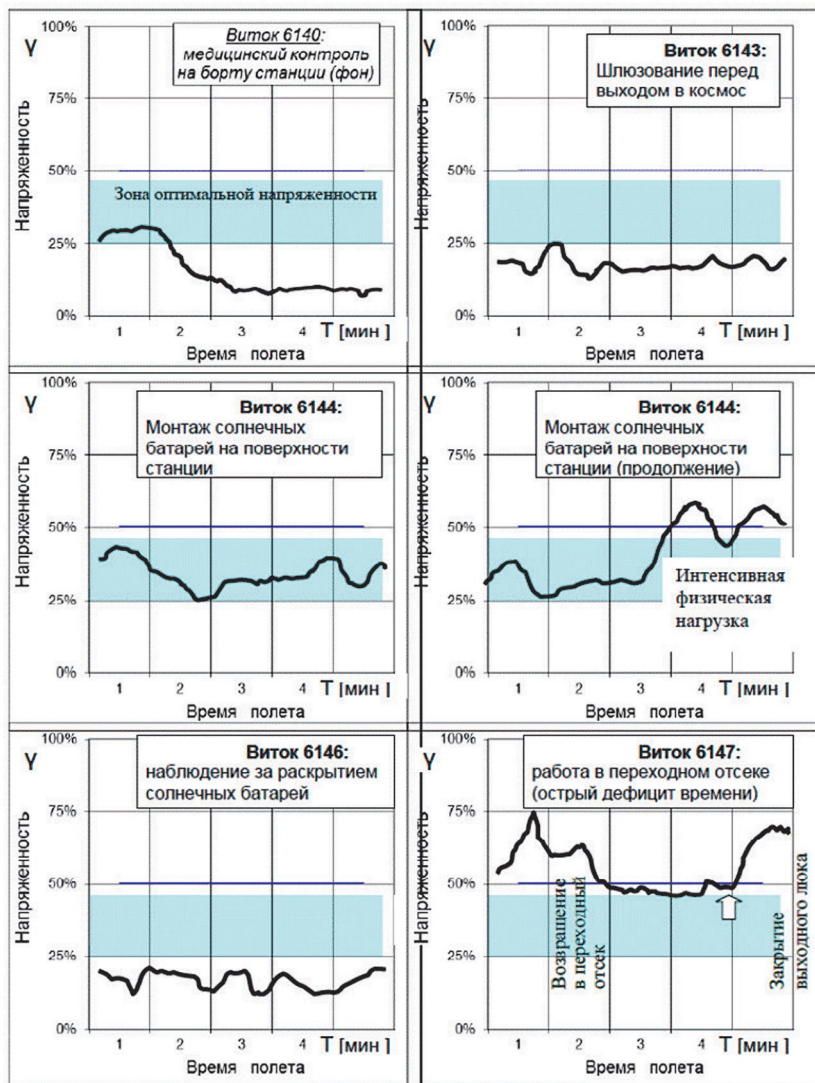 γ
Виток 6140:
медицинский контроль
на борту станции (фон)
Напряженность
100%
75%
50%
25%
0%
Зона оптимальной напряженности
1 2 3 4 T [мин ]
Время полета
γ
Виток 6143:
Шлюзование перед
выходом в космос
Напряженность
100%
75%
50%
25%
0%
1 2 3 4 T [мин ]
Время полета
γ
Виток 6144:
Монтаж солнечных
батарей на поверхности
станции
Напряженность
100%
75%
50%
25%
0%
1 2 3 4 T [мин ]
Время полета
γ
Виток 6144:
Монтаж солнечных
батарей на поверхности
станции (продолжение)
Напряженность
100%
75%
50%
25%
0%
Интенсивная
физическая
нагрузка
1 2 3 4 T [мин ]
Время полета
γ
Виток 6146:
наблюдение за раскрытием
солнечных батарей
Напряженность
100%
75%
50%
25%
0%
1 2 3 4 T [мин ]
Время полета
γ
Виток 6147:
работа в переходном отсеке
(острый дефицит времени)
Напряженность
100%
75%
50%
25%
0%
Возвращение
в переходный
отсек
Закрытие
выходного люка
1 2 3 4 T [мин ]
Время полета